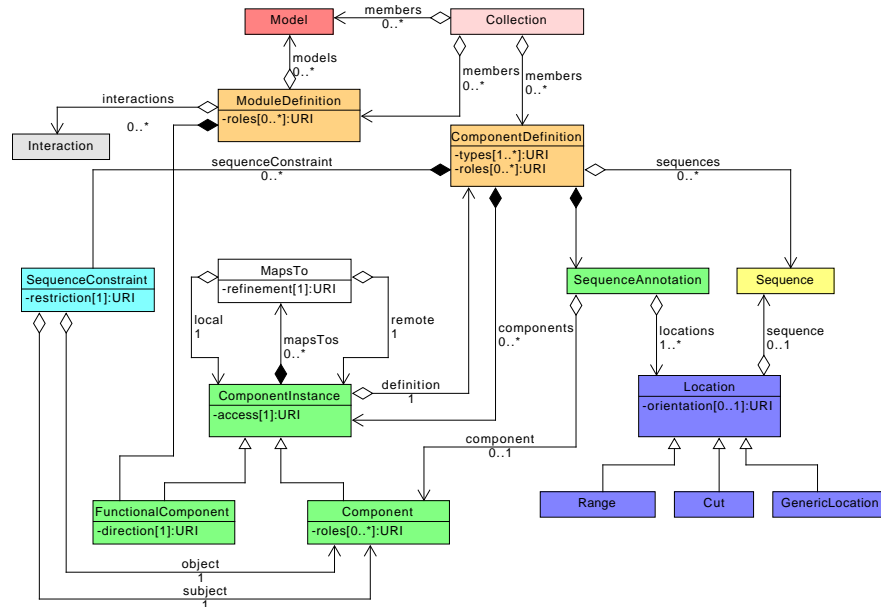 Model
members
0..*
Collection
models
0..*
members
0..*
members
0..*
interactions
0..*
ModuleDefinition
-roles[0..*]:URI
Interaction
ComponentDefinition
-types[1..*]:URI
-roles[0..*]:URI
sequenceConstraint
0..*
sequences
0..*
SequenceConstraint
-restriction[1]:URI
MapsTo
-refinement[1]:URI
SequenceAnnotation
Sequence
local
1
mapsTos
0..*
remote
1
components
0..*
locations
1..*
sequence
0..1
ComponentInstance
-access[1]:URI
definition
1
Location
-orientation[0..1]:URI
component
0..1
FunctionalComponent
-direction[1]:URI
Component
-roles[0..*]:URI
Range
Cut
GenericLocation
object
1
subject
1